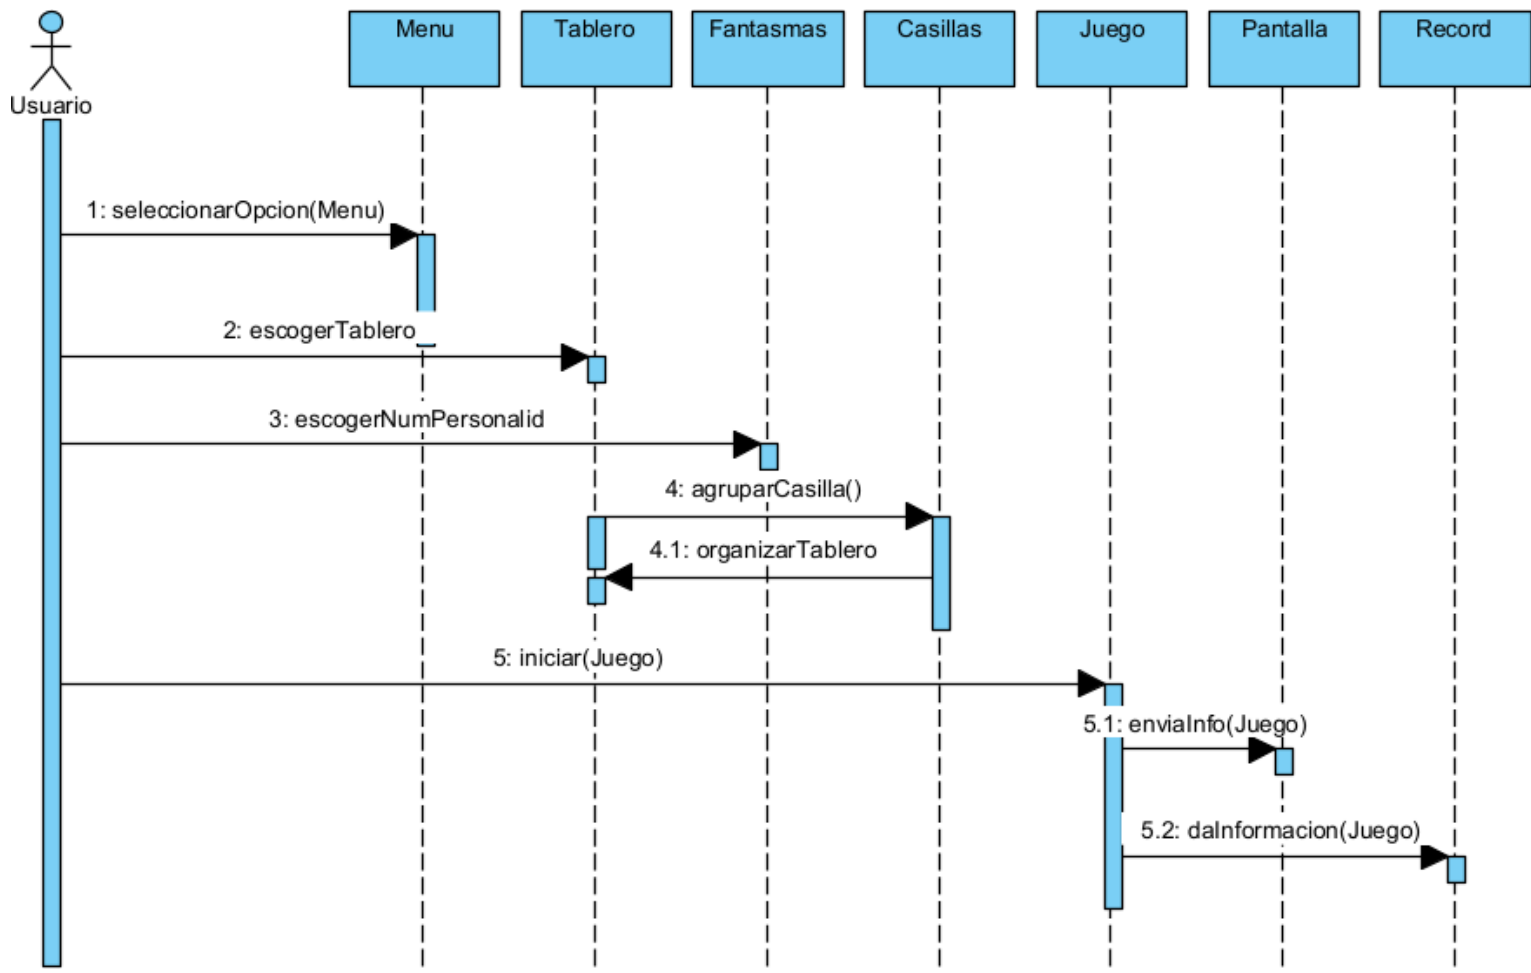 Menu
Tablero
Fantasmas
Casillas
Juego
Pantalla
Record
Usuario
1: seleccionarOpcion(Menu)
2: escogerTablero
3: escogerNumPersonalid
4: agruparCasilla()
4.1: organizarTablero
5: iniciar(Juego)
5.1: enviaInfo(Juego)
5.2: daInformacion(Juego)